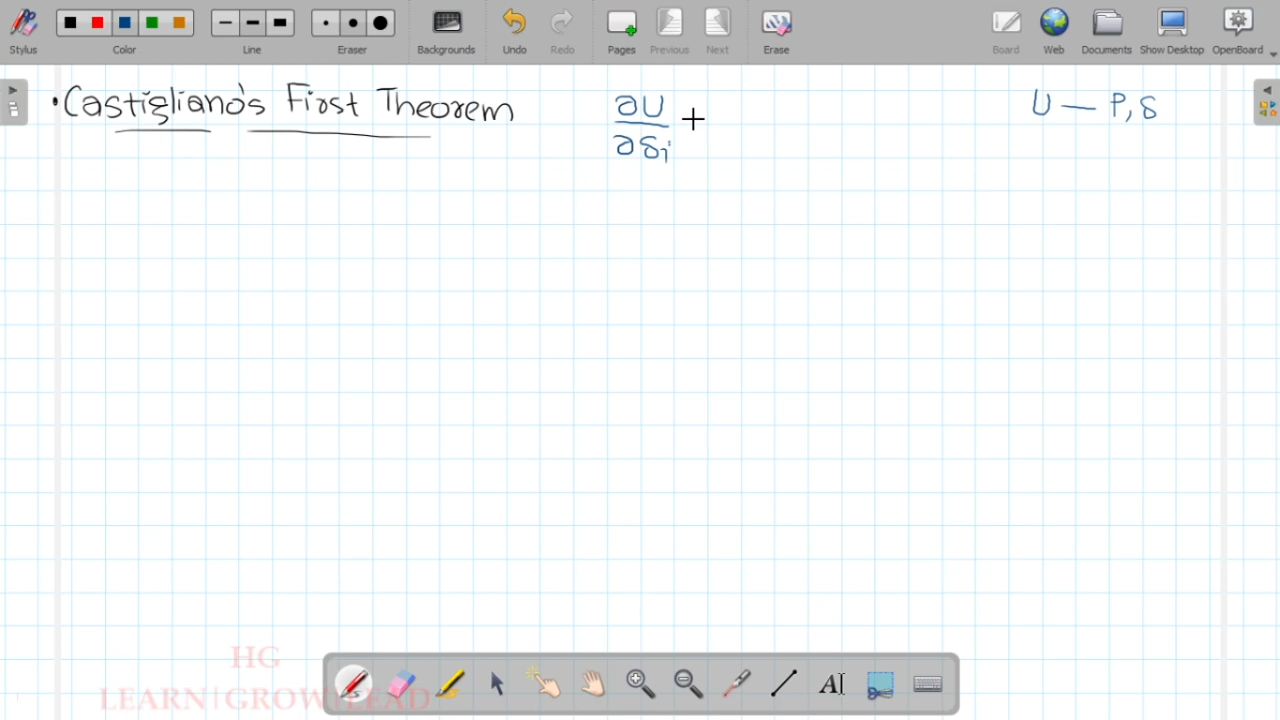 Stylus Color Line Eraser Backgrounds Undo Redo Pages Previous Next Erase Board Web Documents Show Desktop OpenBoard
•Castigliano's First Theorem
∂U
∂δi
U — P, δ
HG
LEARN|GROW|LEAD
AI